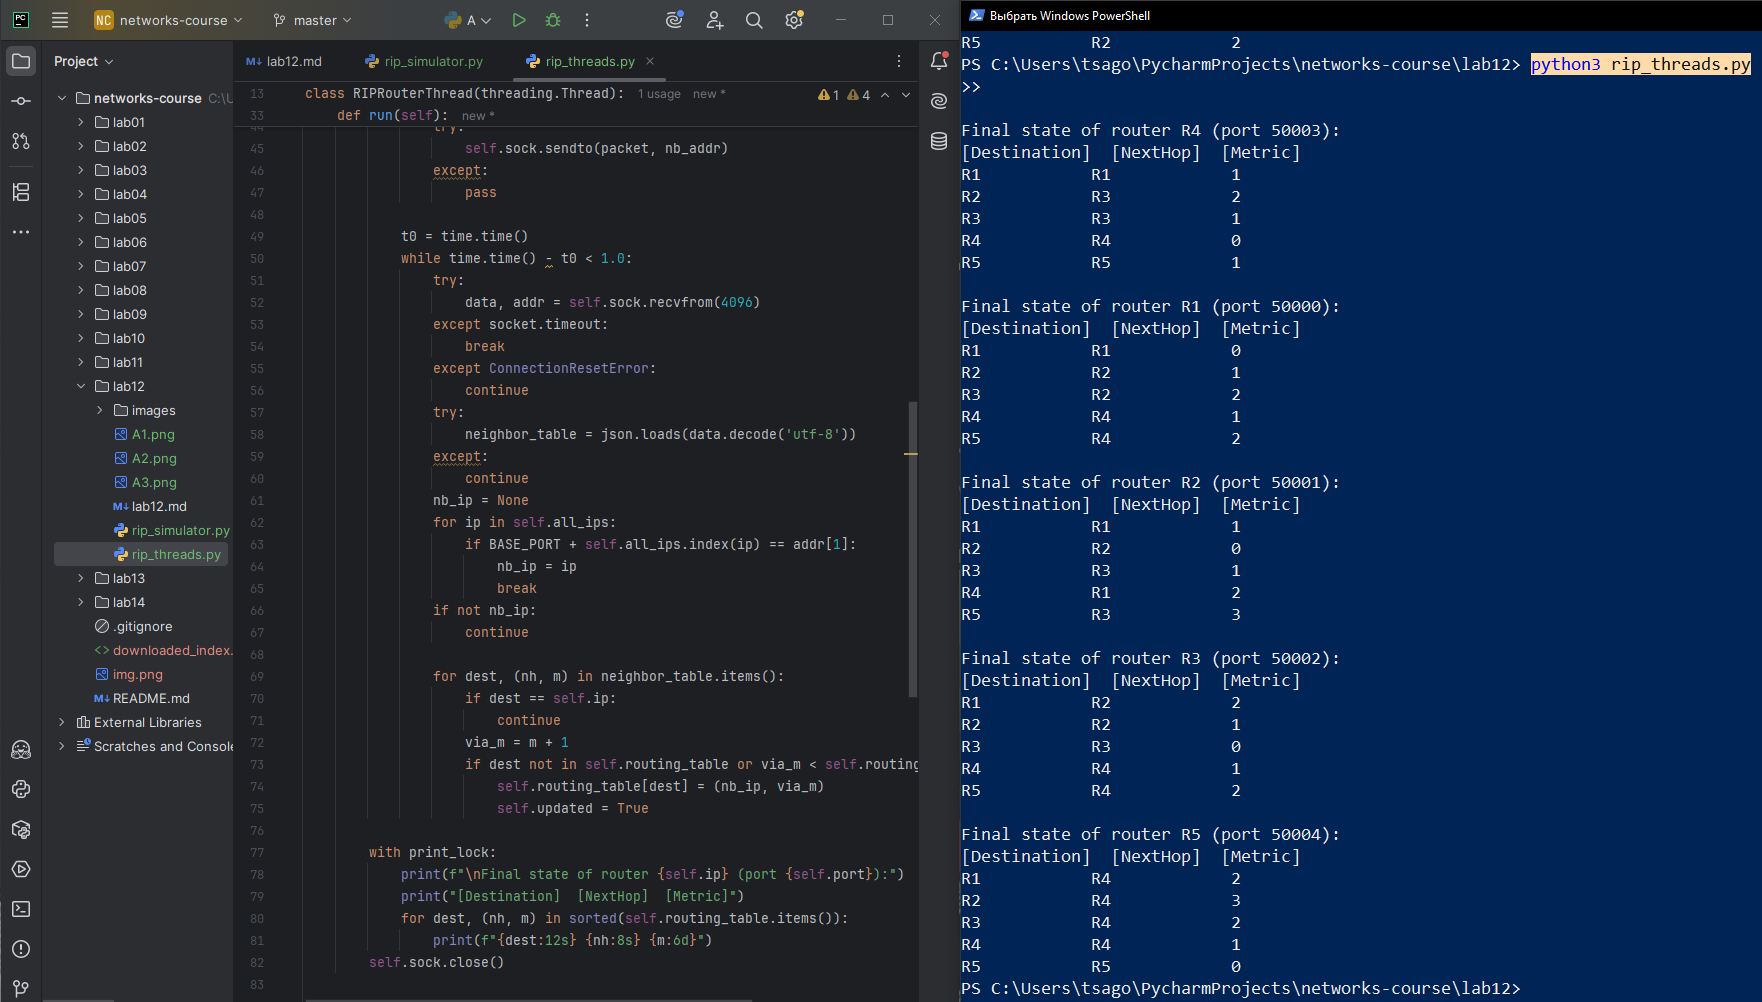 PC
NC networks-course
master
A
Project
networks-course C:\U
lab01
lab02
lab03
lab04
lab05
lab06
lab07
lab08
lab09
lab10
lab11
lab12
images
A1.png
A2.png
A3.png
M↓ lab12.md
rip_simulator.py
rip_threads.py
lab13
lab14
.gitignore
<> downloaded_index.
img.png
M↓ README.md
External Libraries
Scratches and Console
M↓ lab12.md
rip_simulator.py
rip_threads.py
13 class RIPRouterThread(threading.Thread): 1 usage new *
1 4
33 def run(self): new *
44 try:
45 self.sock.sendto(packet, nb_addr)
46 except:
47 pass
48
49 t0 = time.time()
50 while time.time() - t0 < 1.0:
51 try:
52 data, addr = self.sock.recvfrom(4096)
53 except socket.timeout:
54 break
55 except ConnectionResetError:
56 continue
57 try:
58 neighbor_table = json.loads(data.decode('utf-8'))
59 except:
60 continue
61 nb_ip = None
62 for ip in self.all_ips:
63 if BASE_PORT + self.all_ips.index(ip) == addr[1]:
64 nb_ip = ip
65 break
66 if not nb_ip:
67 continue
68
69 for dest, (nh, m) in neighbor_table.items():
70 if dest == self.ip:
71 continue
72 via_m = m + 1
73 if dest not in self.routing_table or via_m < self.routing
74 self.routing_table[dest] = (nb_ip, via_m)
75 self.updated = True
76
77 with print_lock:
78 print(f"\nFinal state of router {self.ip} (port {self.port}):")
79 print("[Destination]  [NextHop]  [Metric]")
80 for dest, (nh, m) in sorted(self.routing_table.items()):
81 print(f"{dest:12s} {nh:8s} {m:6d}")
82 self.sock.close()
83
Выбрать Windows PowerShell
R5 R2 2
PS C:\Users\tsago\PycharmProjects\networks-course\lab12> python3 rip_threads.py
>>
Final state of router R4 (port 50003):
[Destination]  [NextHop]  [Metric]
R1 R1 1
R2 R3 2
R3 R3 1
R4 R4 0
R5 R5 1
Final state of router R1 (port 50000):
[Destination]  [NextHop]  [Metric]
R1 R1 0
R2 R2 1
R3 R2 2
R4 R4 1
R5 R4 2
Final state of router R2 (port 50001):
[Destination]  [NextHop]  [Metric]
R1 R1 1
R2 R2 0
R3 R3 1
R4 R1 2
R5 R3 3
Final state of router R3 (port 50002):
[Destination]  [NextHop]  [Metric]
R1 R2 2
R2 R2 1
R3 R3 0
R4 R4 1
R5 R4 2
Final state of router R5 (port 50004):
[Destination]  [NextHop]  [Metric]
R1 R4 2
R2 R4 3
R3 R4 2
R4 R4 1
R5 R5 0
PS C:\Users\tsago\PycharmProjects\networks-course\lab12>